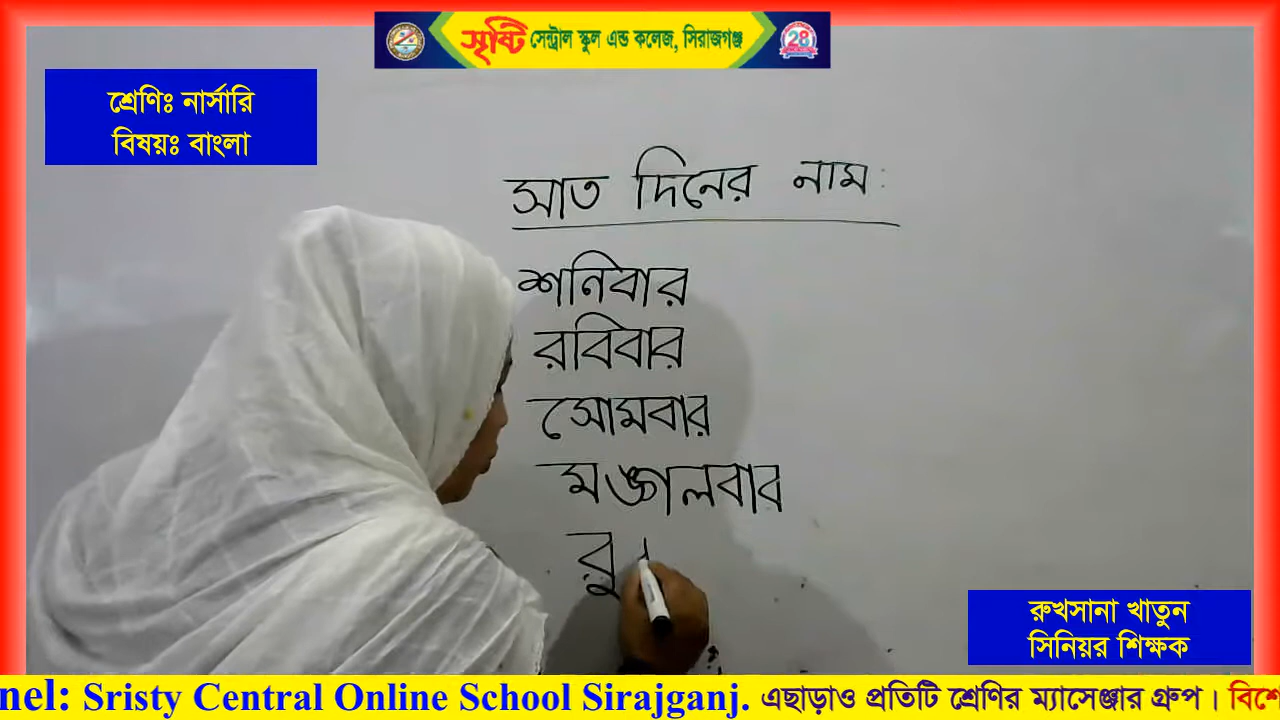 সৃষ্টি সেন্ট্রাল স্কুল এন্ড কলেজ, সিরাজগঞ্জ
28
শ্রেণিঃ নার্সারি
বিষয়ঃ বাংলা
সাত দিনের নাম:
শনিবার
রবিবার
সোমবার
মঙ্গলবার
বু
রুখসানা খাতুন
সিনিয়র শিক্ষক
nel: Sristy Central Online School Sirajganj. এছাড়াও প্রতিটি শ্রেণির ম্যাসেঞ্জার গ্রুপ। বিশে